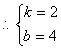 ∴ { k = 2
b = 4